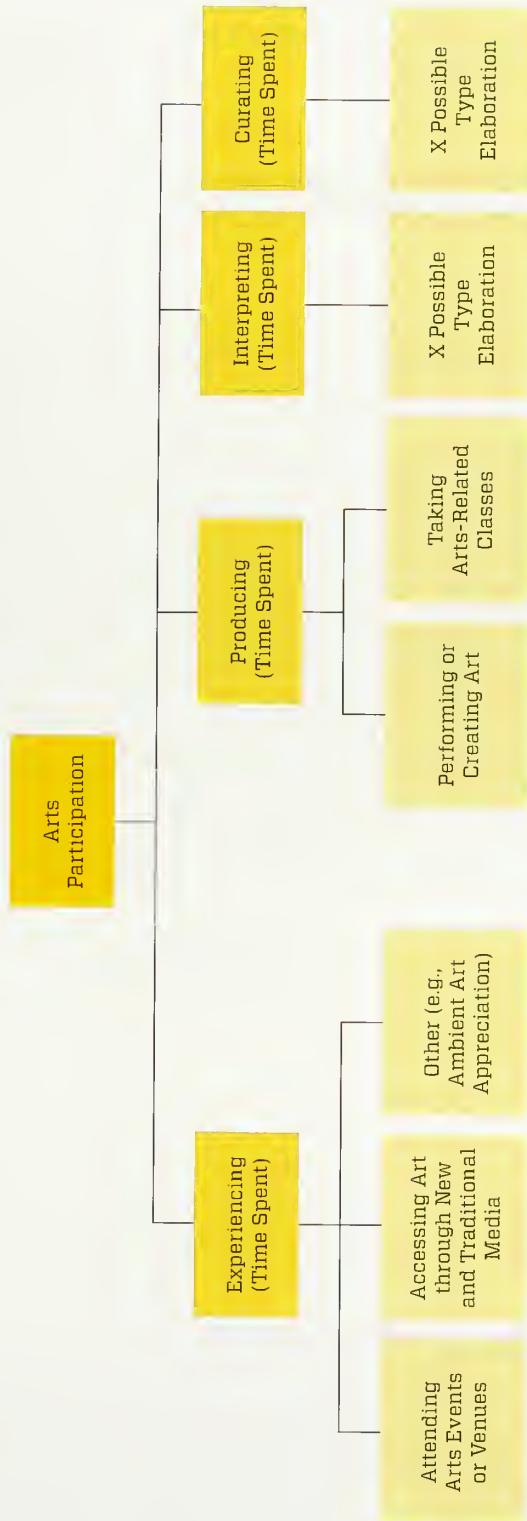 Arts
Participation
Experiencing
(Time Spent)
Producing
(Time Spent)
Interpreting
(Time Spent)
Curating
(Time Spent)
Attending
Arts Events
or Venues
Accessing Art
through New
and Traditional
Media
Other (e.g.,
Ambient Art
Appreciation)
Performing or
Creating Art
Taking
Arts-Related
Classes
X Possible
Type
Elaboration
X Possible
Type
Elaboration